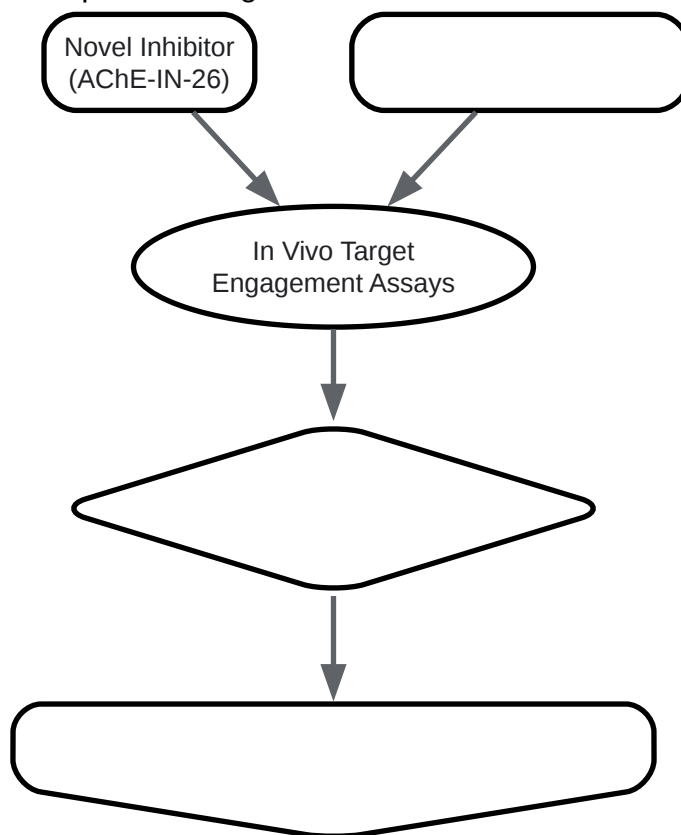 Novel Inhibitor
(AChE-IN-26)
In Vivo Target
Engagement Assays